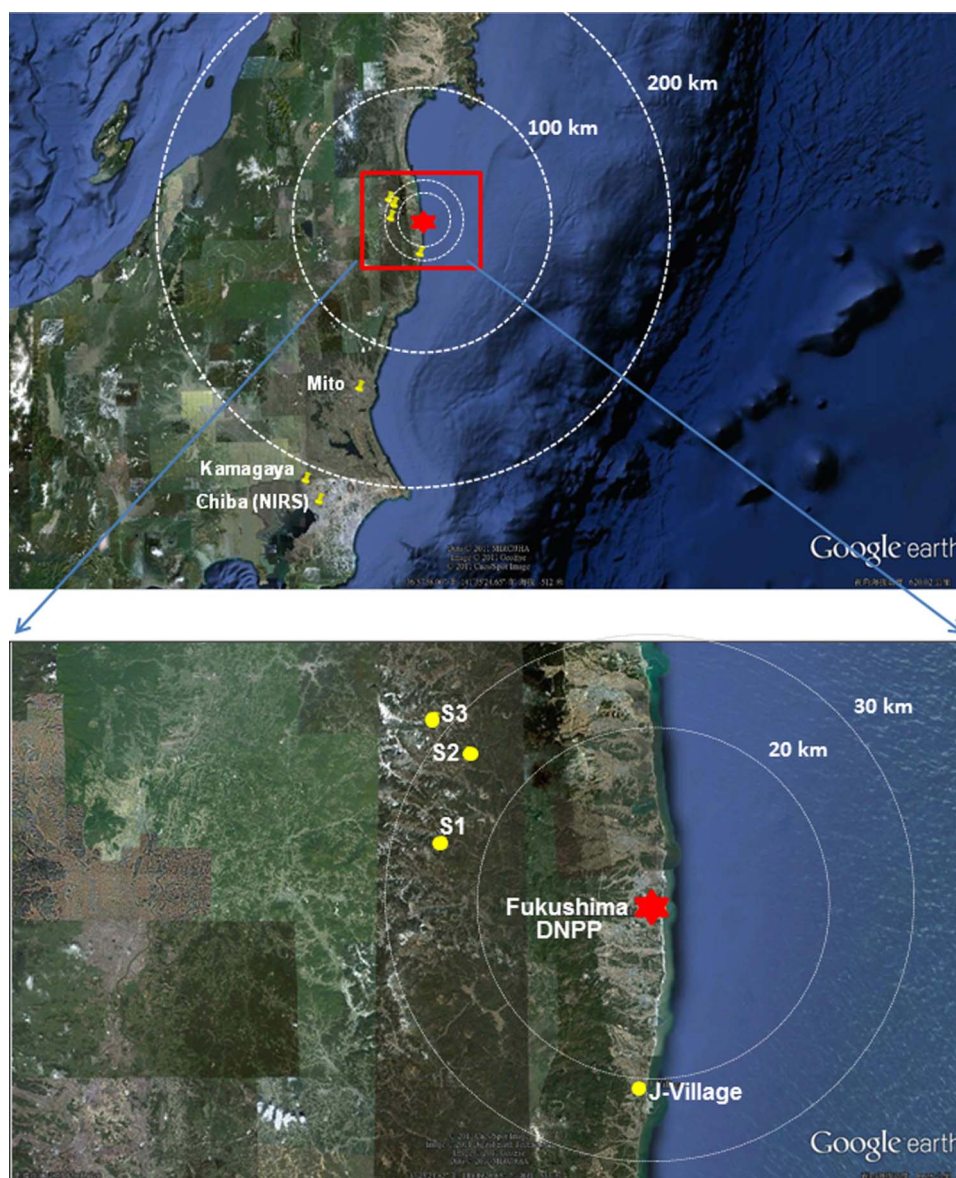 200 km
100 km
Mito
Kamagaya
Chiba (NIRS)
Google earth
S3
30 km
S2
20 km
S1
Fukushima
DNPP
J-Village
Google earth